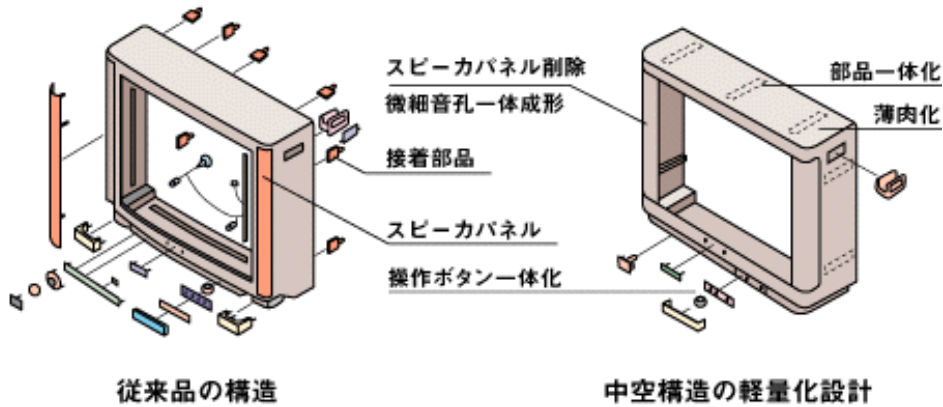 スピーカパネル削除
微細音孔一体成形
接着部品
スピーカパネル
操作ボタン一体化
部品一体化
薄肉化
従来品の構造
中空構造の軽量化設計